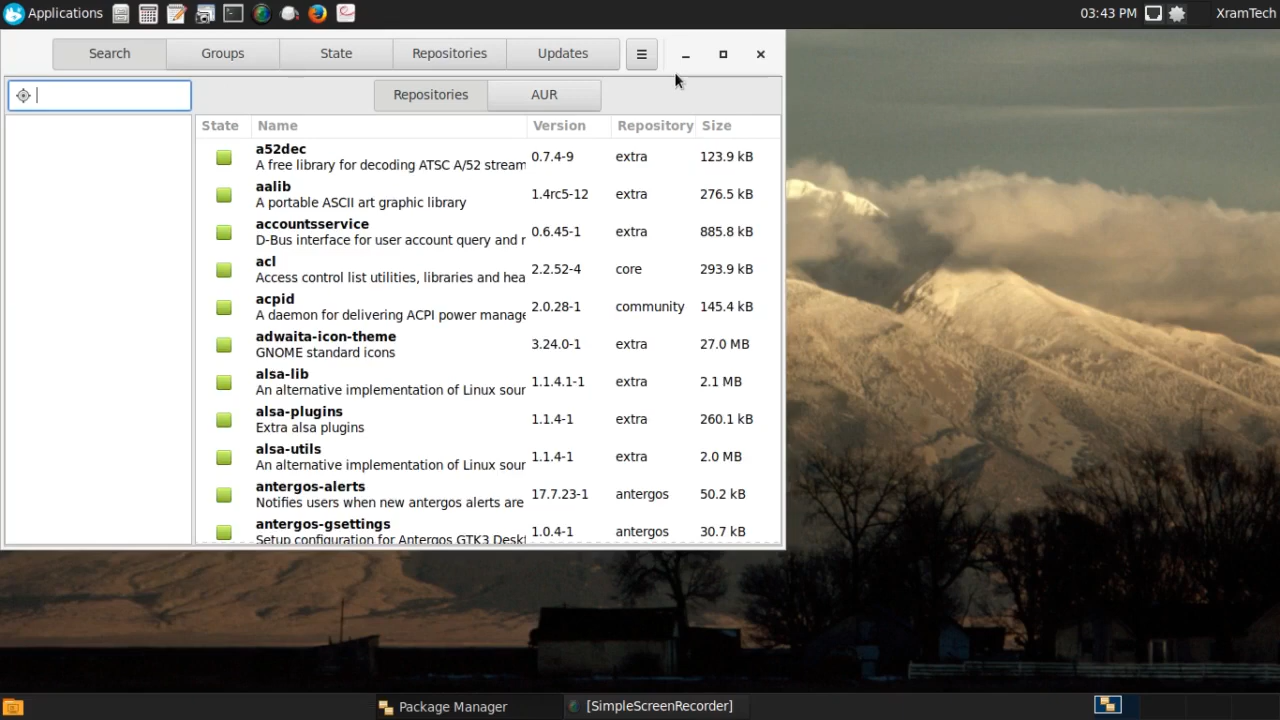 Applications
03:43 PM
XramTech
Search
Groups
State
Repositories
Updates
Repositories
AUR
State
Name
Version
Repository
Size
a52dec
A free library for decoding ATSC A/52 stream
0.7.4-9
extra
123.9 kB
aalib
A portable ASCII art graphic library
1.4rc5-12
extra
276.5 kB
accountsservice
D-Bus interface for user account query and r
0.6.45-1
extra
885.8 kB
acl
Access control list utilities, libraries and hea
2.2.52-4
core
293.9 kB
acpid
A daemon for delivering ACPI power manage
2.0.28-1
community
145.4 kB
adwaita-icon-theme
GNOME standard icons
3.24.0-1
extra
27.0 MB
alsa-lib
An alternative implementation of Linux sour
1.1.4.1-1
extra
2.1 MB
alsa-plugins
Extra alsa plugins
1.1.4-1
extra
260.1 kB
alsa-utils
An alternative implementation of Linux sour
1.1.4-1
extra
2.0 MB
antergos-alerts
Notifies users when new antergos alerts are
17.7.23-1
antergos
50.2 kB
antergos-gsettings
Setup configuration for Antergos GTK3 Deskt
1.0.4-1
antergos
30.7 kB
Package Manager
[SimpleScreenRecorder]